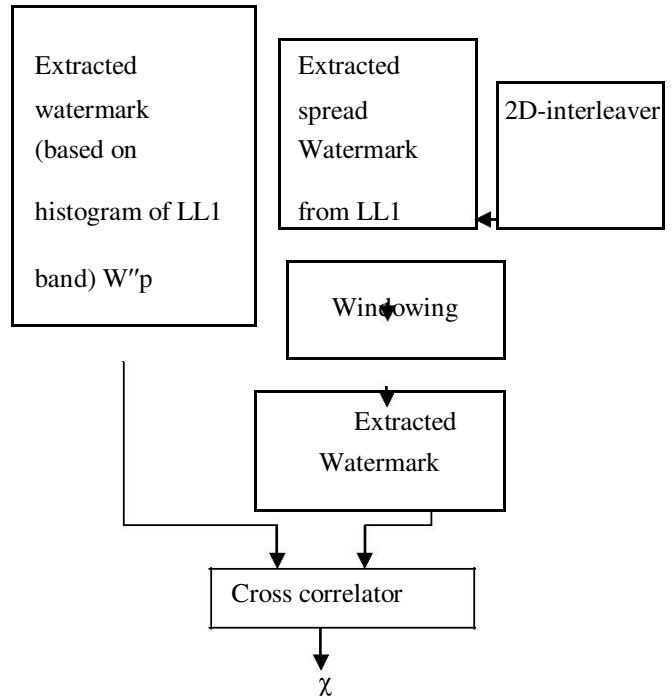 Extracted
watermark
(based on
histogram of LL1
band) W″p
Extracted
spread
Watermark
from LL1
2D-interleaver
Windowing
Extracted
Watermark
Cross correlator
χ